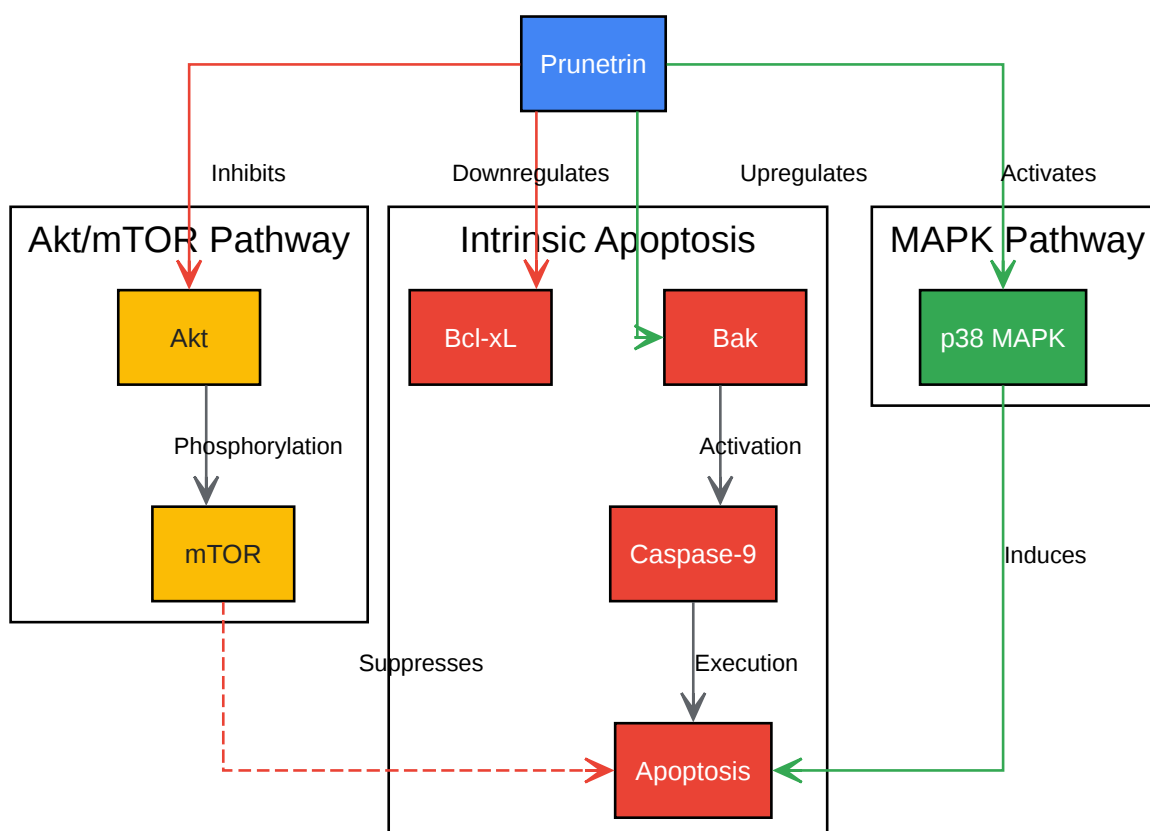 Prunetrin
Inhibits
Downregulates
Upregulates
Activates
Akt/mTOR Pathway
Intrinsic Apoptosis
MAPK Pathway
Akt
Bcl-xL
Bak
p38 MAPK
Phosphorylation
Activation
mTOR
Caspase-9
Induces
Suppresses
Execution
Apoptosis